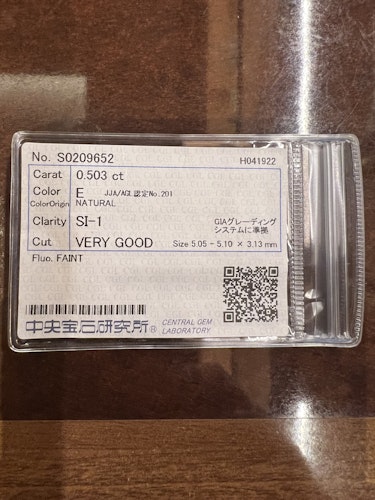 No. S0209652 H041922
Carat 0.503 ct
Color E JJA/AGL認定No.201
ColorOrigin NATURAL
Clarity SI-1 GIAグレーディング
システムに準拠
Cut VERY GOOD Size 5.05 - 5.10 × 3.13 mm
Fluo. FAINT
中央宝石研究所® CENTRAL GEM
LABORATORY